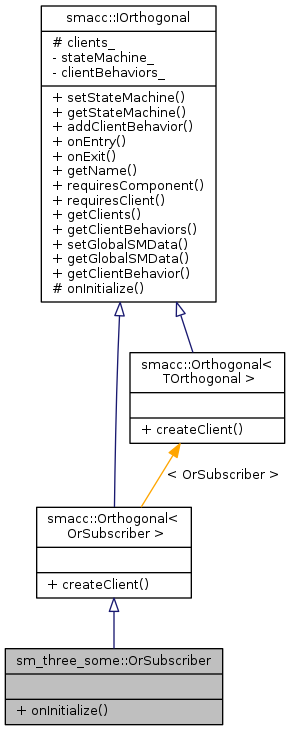 smacc::IOrthogonal
# clients_
- stateMachine_
- clientBehaviors_
+ setStateMachine()
+ getStateMachine()
+ addClientBehavior()
+ onEntry()
+ onExit()
+ getName()
+ requiresComponent()
+ requiresClient()
+ getClients()
+ getClientBehaviors()
+ setGlobalSMData()
+ getGlobalSMData()
+ getClientBehavior()
# onInitialize()
smacc::Orthogonal<
TOrthogonal >
+ createClient()
< OrSubscriber >
smacc::Orthogonal<
OrSubscriber >
+ createClient()
sm_three_some::OrSubscriber
+ onInitialize()